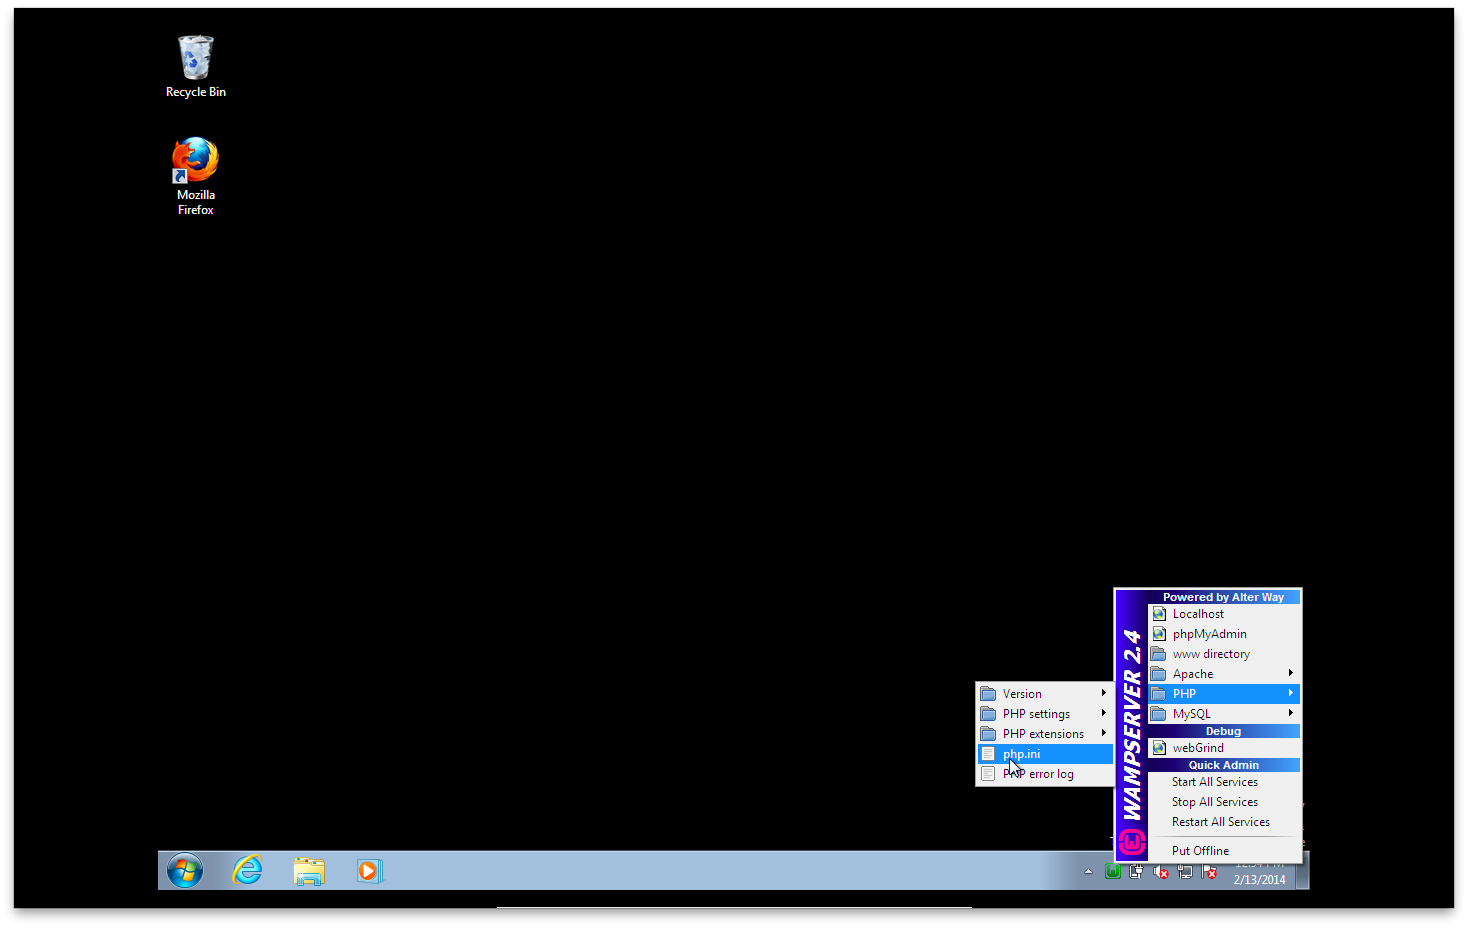 Recycle Bin
Mozilla
Firefox
Powered by Alter Way
Localhost
phpMyAdmin
www directory
Apache
PHP
MySQL
Debug
webGrind
Quick Admin
Start All Services
Stop All Services
Restart All Services
Put Offline
WAMPSERVER 2.4
Version
PHP settings
PHP extensions
php.ini
PHP error log
2/13/2014